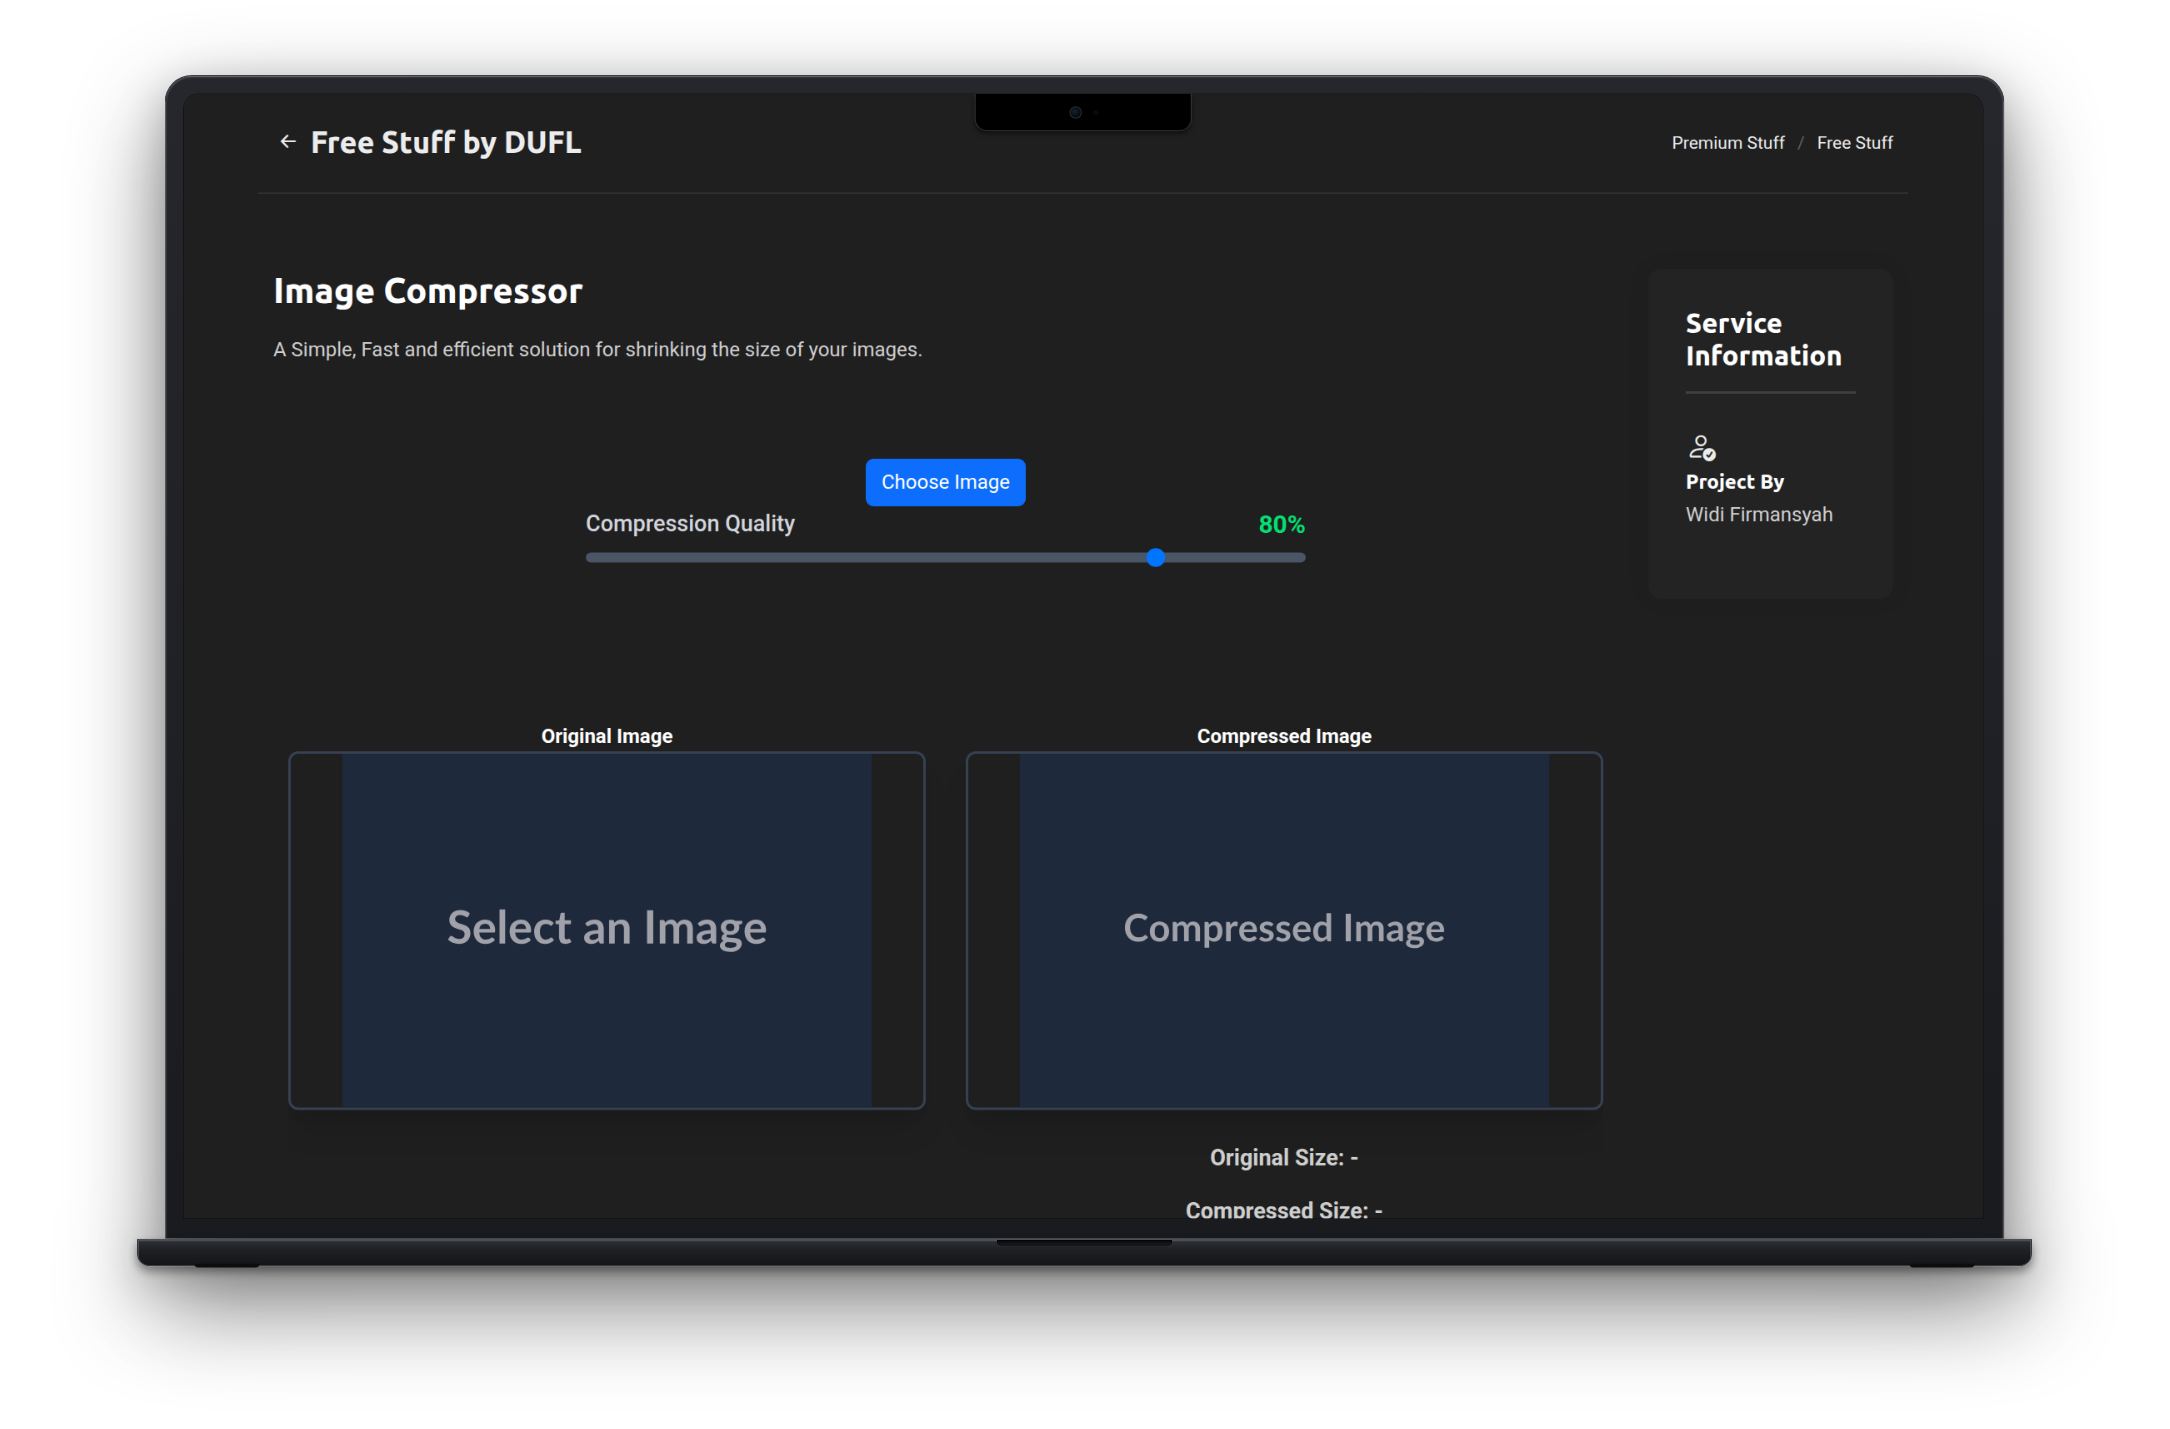 ← Free Stuff by DUFL
Premium Stuff / Free Stuff
Image Compressor
A Simple, Fast and efficient solution for shrinking the size of your images.
Choose Image
Compression Quality 80%
Service
Information
Project By
Widi Firmansyah
Original Image
Select an Image
Compressed Image
Compressed Image
Original Size: -
Compressed Size: -